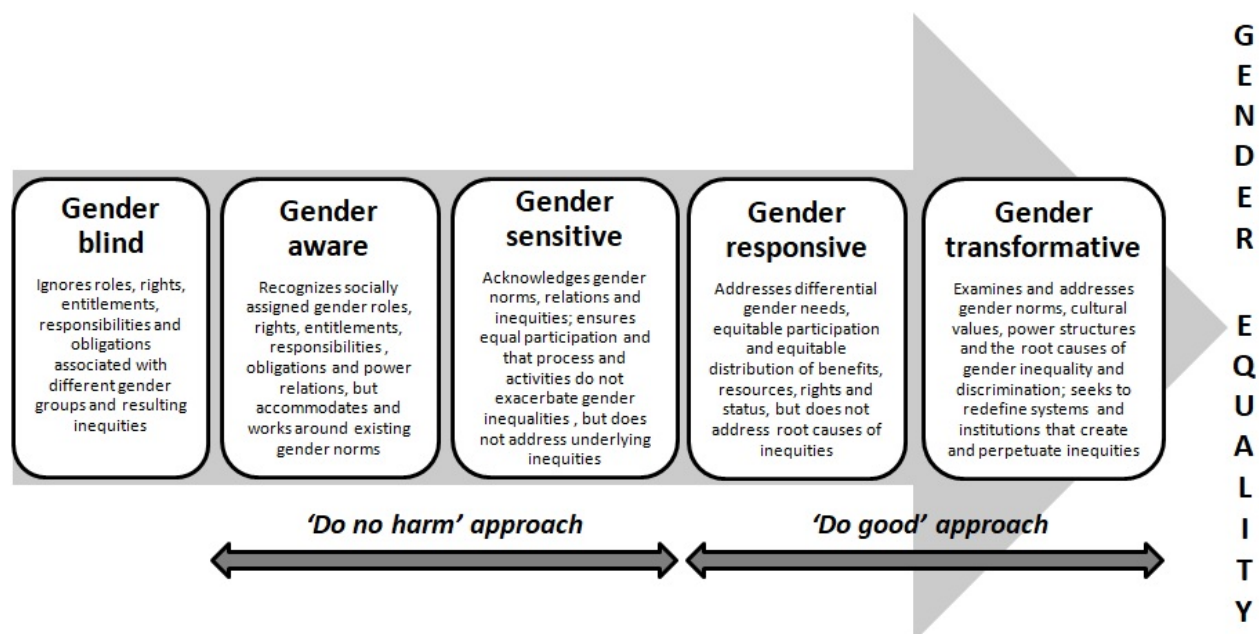 Gender
blind
Ignores roles, rights,
entitlements,
responsibilities and
obligations
associated with
different gender
groups and resulting
inequities
Gender
aware
Recognizes socially
assigned gender roles,
rights, entitlements,
responsibilities ,
obligations and power
relations, but
accommodates and
works around existing
gender norms
Gender
sensitive
Acknowledges gender
norms, relations and
inequities; ensures
equal participation and
that process and
activities do not
exacerbate gender
inequalities , but does
not address underlying
inequities
Gender
responsive
Addresses differential
gender needs,
equitable participation
and equitable
distribution of benefits,
resources, rights and
status, but does not
address root causes of
inequities
Gender
transformative
Examines and addresses
gender norms, cultural
values, power structures
and the root causes of
gender inequality and
discrimination; seeks to
redefine systems and
institutions that create
and perpetuate inequities
‘Do no harm’ approach
‘Do good’ approach
GENDER EQUALITY